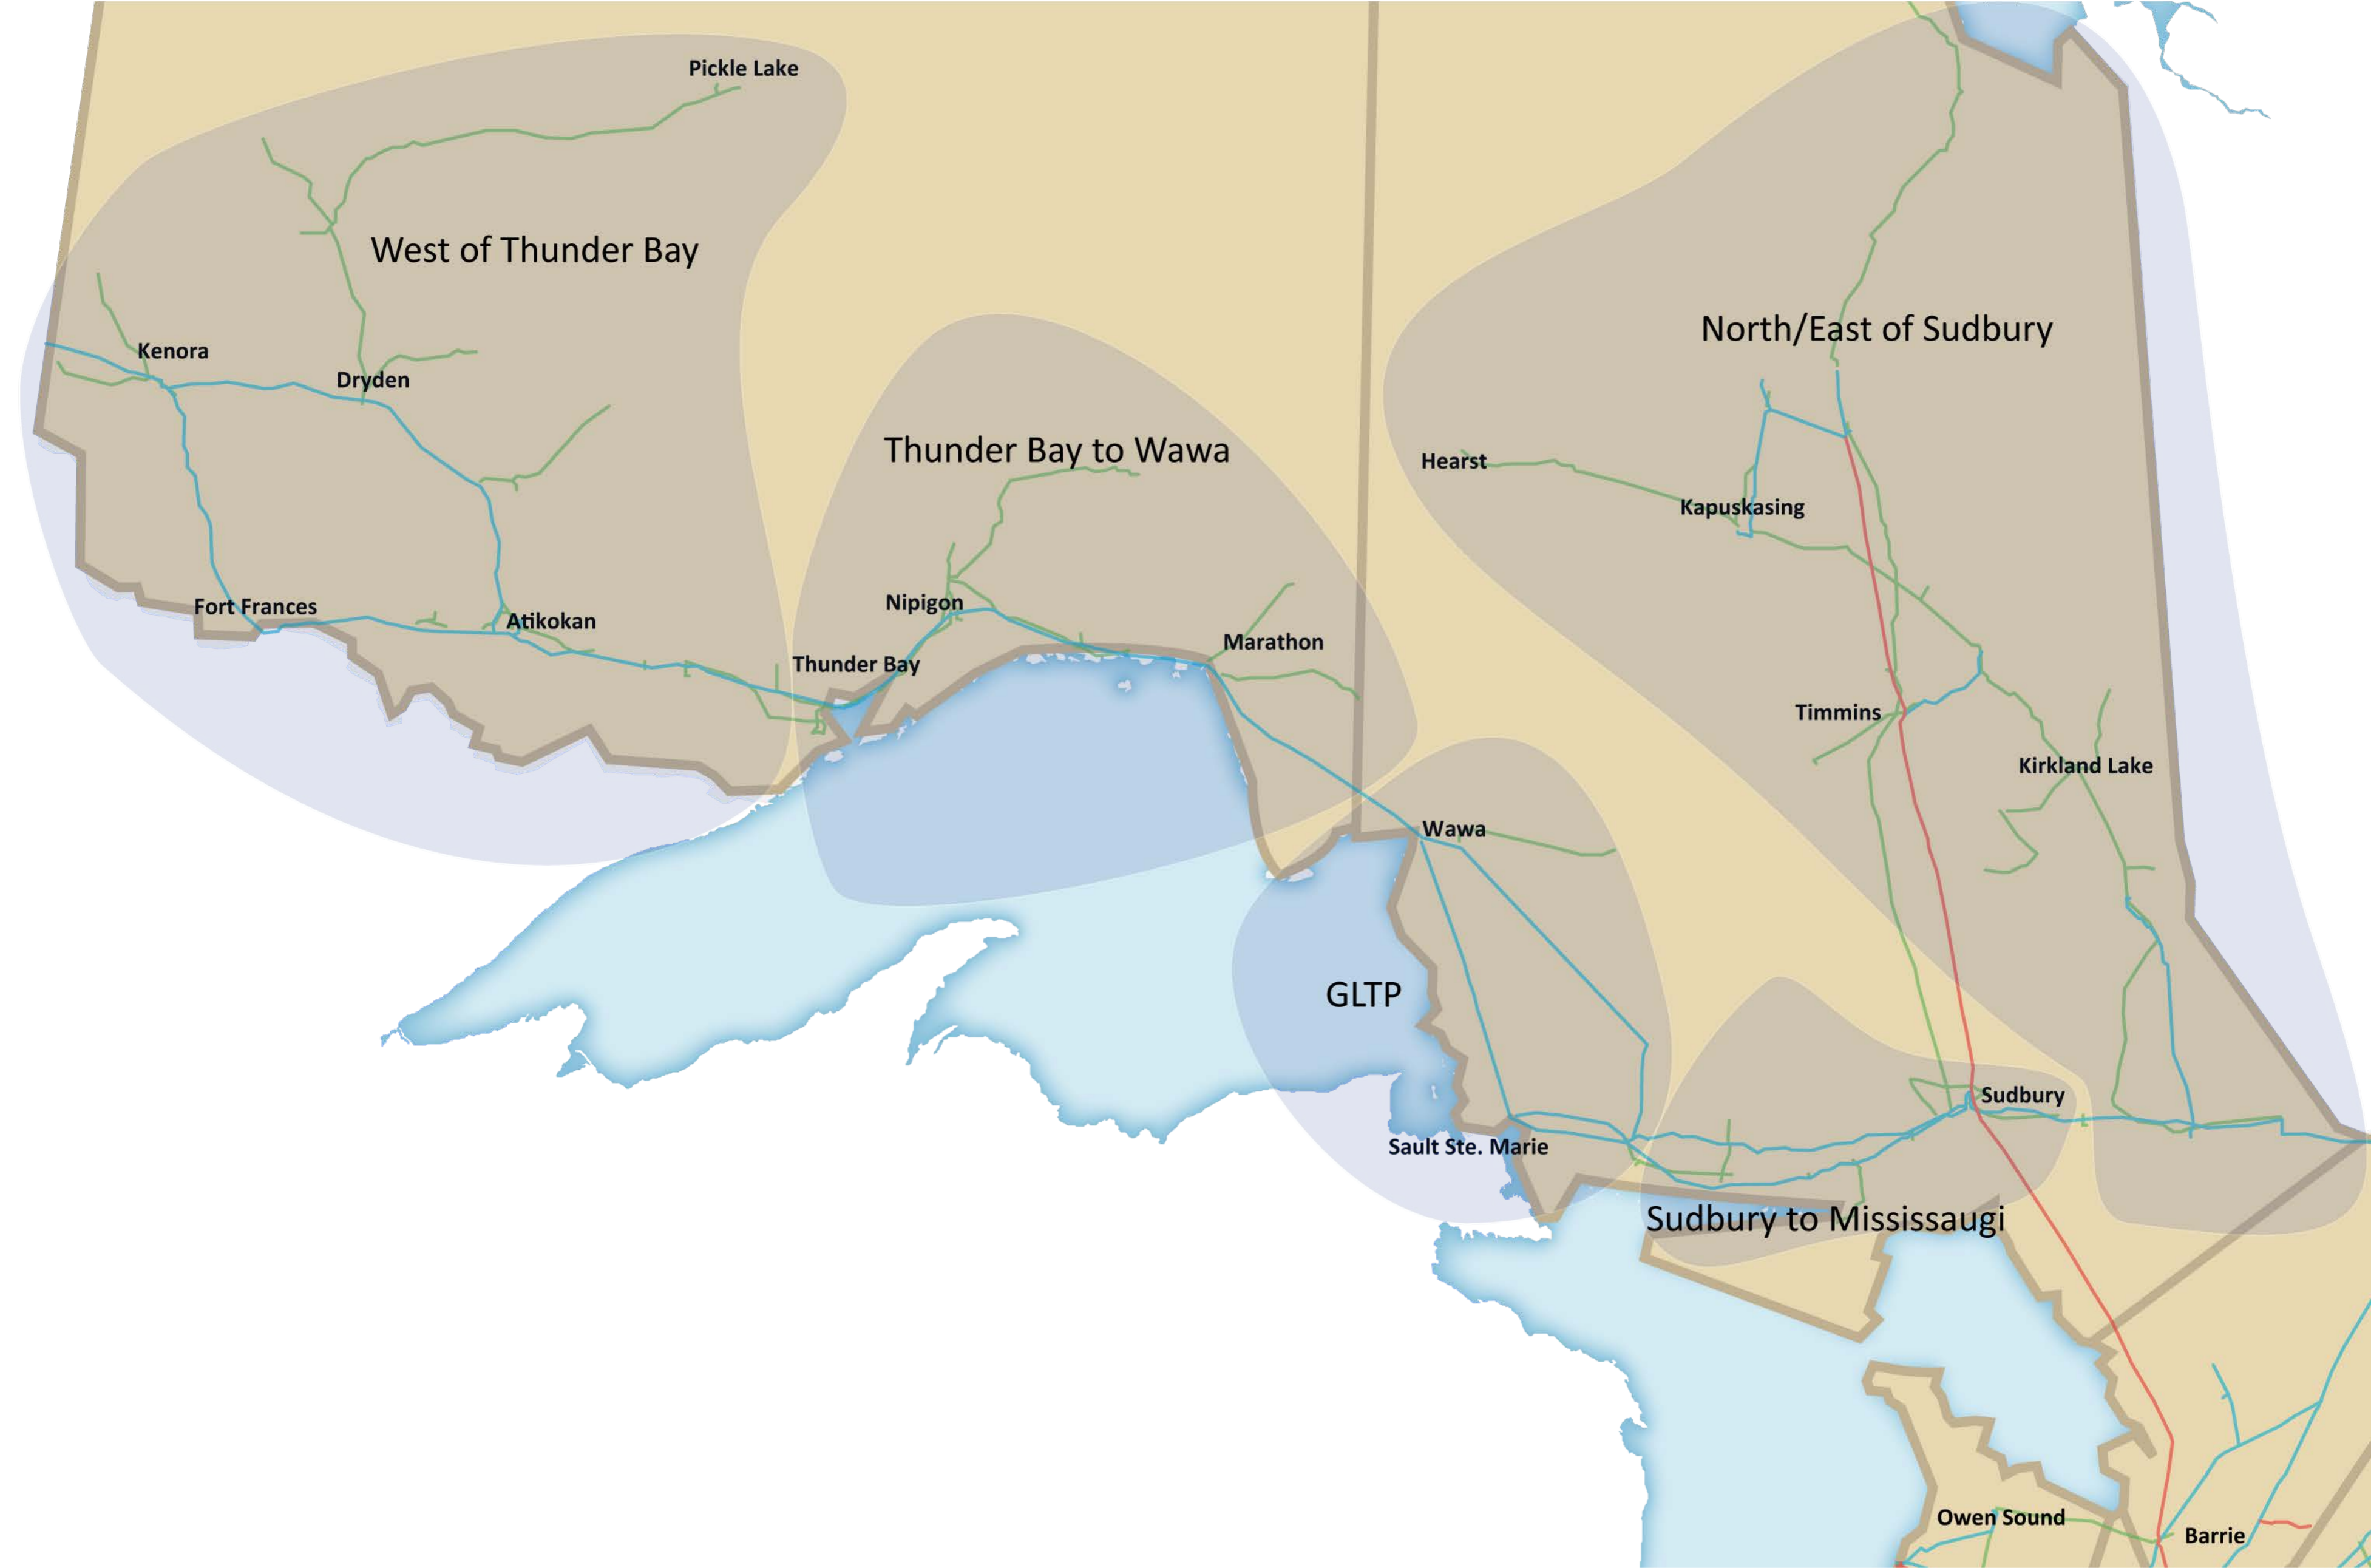 Pickle Lake
West of Thunder Bay
North/East of Sudbury
Kenora
Dryden
Thunder Bay to Wawa
Hearst
Kapuskasing
Nipigon
Fort Frances
Atikokan
Marathon
Thunder Bay
Timmins
Kirkland Lake
Wawa
GLTP
Sudbury
Sault Ste. Marie
Sudbury to Mississaugi
Owen Sound
Barrie